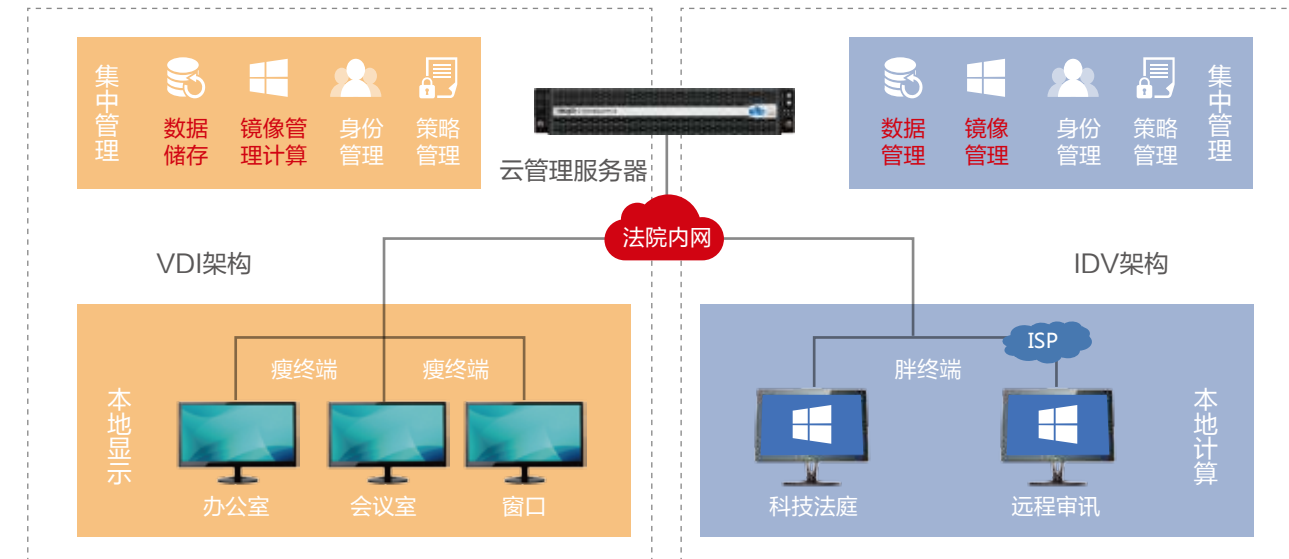 集中管理
数据
储存
镜像管
理计算
身份
管理
策略
管理
云管理服务器
数据
管理
镜像
管理
身份
管理
策略
管理
集中管理
法院内网
VDI架构
IDV架构
本地显示
瘦终端
瘦终端
办公室
会议室
窗口
ISP
胖终端
科技法庭
远程审讯
本地计算